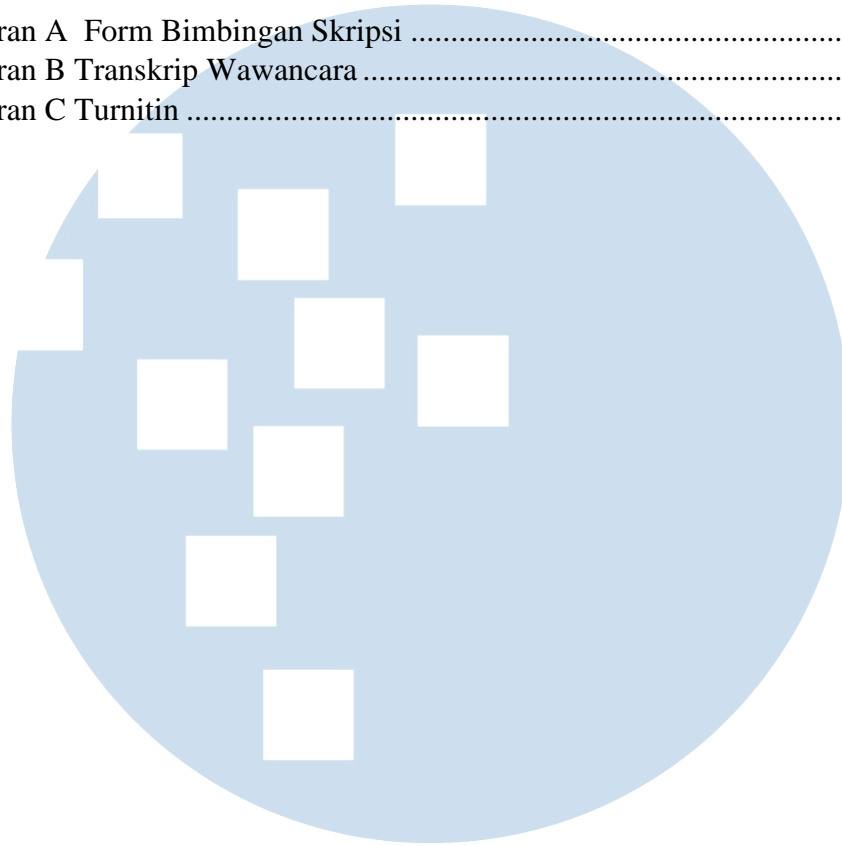 ran A  Form Bimbingan Skripsi ......................................................
ran B Transkrip Wawancara ............................................................
ran C Turnitin ..................................................................................